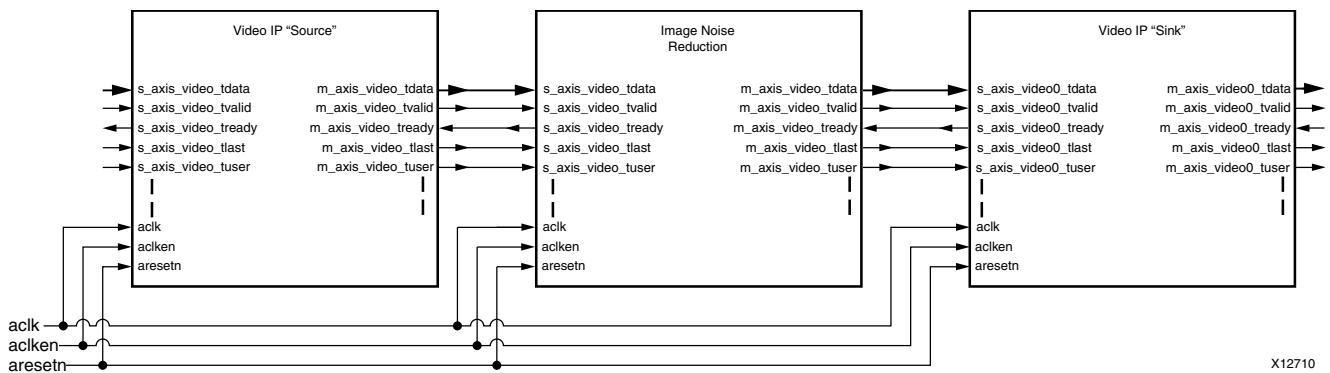 Video IP “Source”
s_axis_video_tdata m_axis_video_tdata
s_axis_video_tvalid m_axis_video_tvalid
s_axis_video_tready m_axis_video_tready
s_axis_video_tlast m_axis_video_tlast
s_axis_video_tuser m_axis_video_tuser
aclk
aclken
aresetn
Image Noise
Reduction
s_axis_video_tdata m_axis_video_tdata
s_axis_video_tvalid m_axis_video_tvalid
s_axis_video_tready m_axis_video_tready
s_axis_video_tlast m_axis_video_tlast
s_axis_video_tuser m_axis_video_tuser
aclk
aclken
aresetn
Video IP “Sink”
s_axis_video0_tdata m_axis_video0_tdata
s_axis_video0_tvalid m_axis_video0_tvalid
s_axis_video0_tready m_axis_video0_tready
s_axis_video0_tlast m_axis_video0_tlast
s_axis_video0_tuser m_axis_video0_tuser
aclk
aclken
aresetn
aclk
aclken
aresetn
X12710